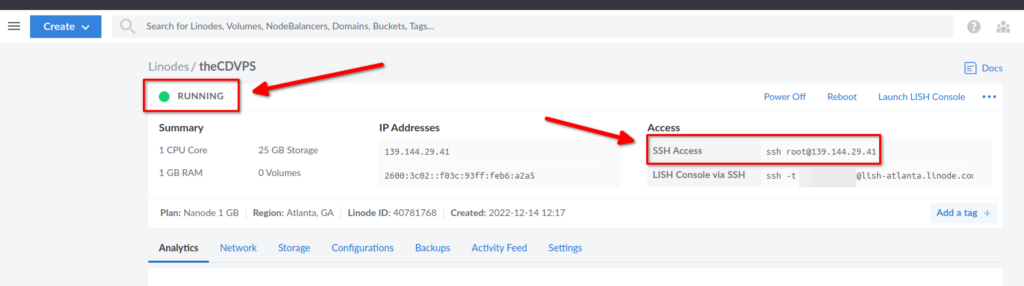 Create
Search for Linodes, Volumes, NodeBalancers, Domains, Buckets, Tags...
Linodes / theCDVPS
Docs
RUNNING
Power Off Reboot Launch LISH Console
Summary IP Addresses Access
1 CPU Core 25 GB Storage 139.144.29.41 SSH Access ssh root@139.144.29.41
1 GB RAM 0 Volumes 2600:3c02::f03c:93ff:feb6:a2a5 LISH Console via SSH ssh -t @lish-atlanta.linode.com
Plan: Nanode 1 GB Region: Atlanta, GA Linode ID: 40781768 Created: 2022-12-14 12:17 Add a tag +
Analytics Network Storage Configurations Backups Activity Feed Settings